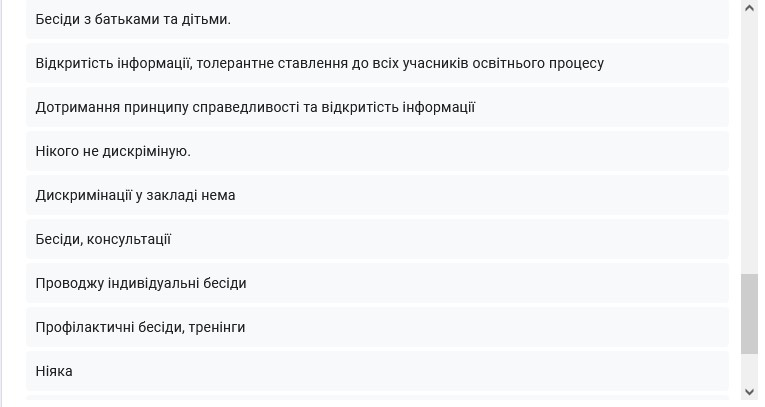 Бесіди з батьками та дітьми.
Відкритість інформації, толерантне ставлення до всіх учасників освітнього процесу
Дотримання принципу справедливості та відкритість інформації
Нікого не дискріміную.
Дискримінації у закладі нема
Бесіди, консультації
Проводжу індивідуальні бесіди
Профілактичні бесіди, тренінги
Ніяка